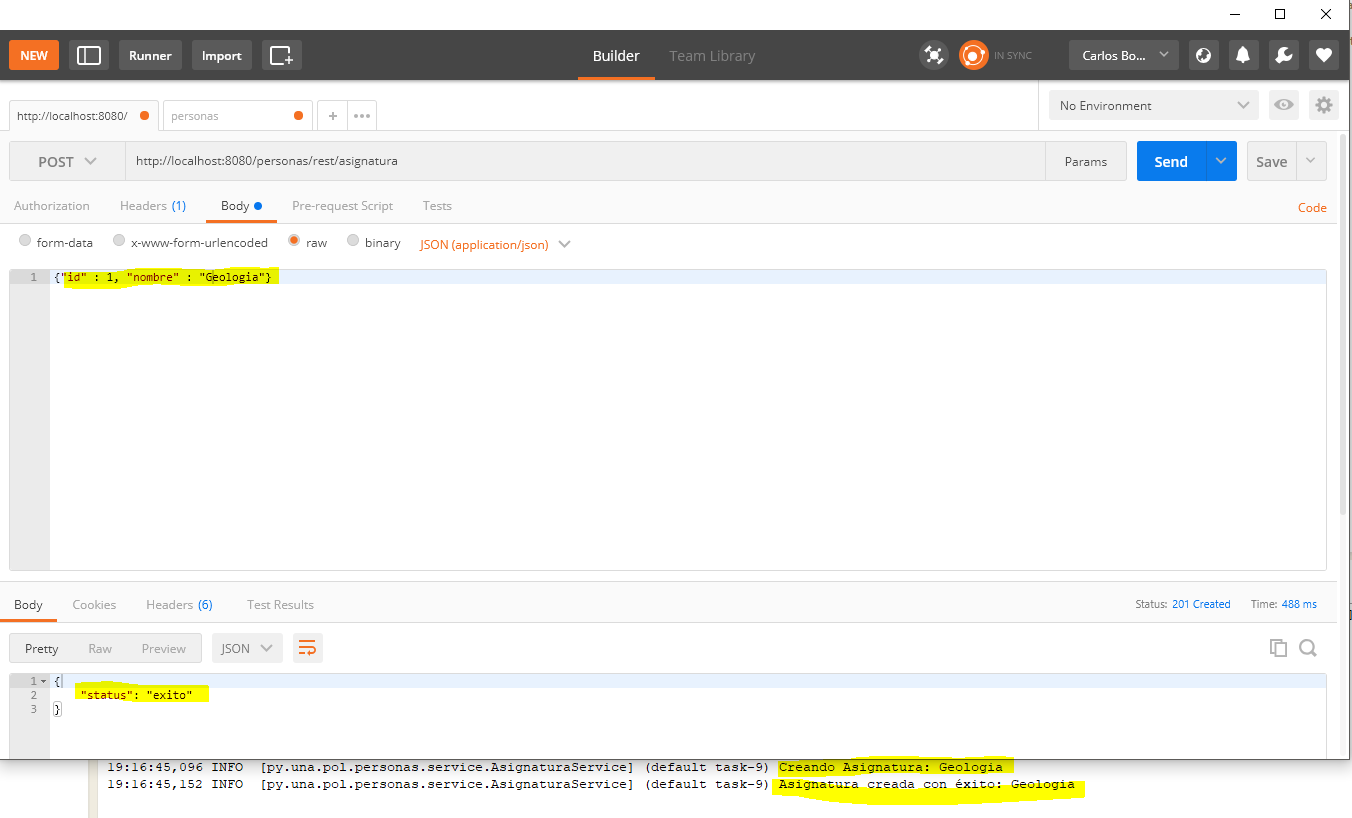 NEW Runner Import Builder Team Library IN SYNC Carlos Bo...
http://localhost:8080/ personas + ••• No Environment
POST http://localhost:8080/personas/rest/asignatura Params Send Save
Authorization Headers (1) Body Pre-request Script Tests Code
form-data x-www-form-urlencoded raw binary JSON (application/json)
1 {"id" : 1, "nombre" : "Geologia"}
Body Cookies Headers (6) Test Results Status: 201 Created Time: 488 ms
Pretty Raw Preview JSON
1 {
2 "status": "exito"
3 }
19:16:45,096 INFO [py.una.pol.personas.service.AsignaturaService] (default task-9) Creando Asignatura: Geologia
19:16:45,152 INFO [py.una.pol.personas.service.AsignaturaService] (default task-9) Asignatura creada con éxito: Geologia